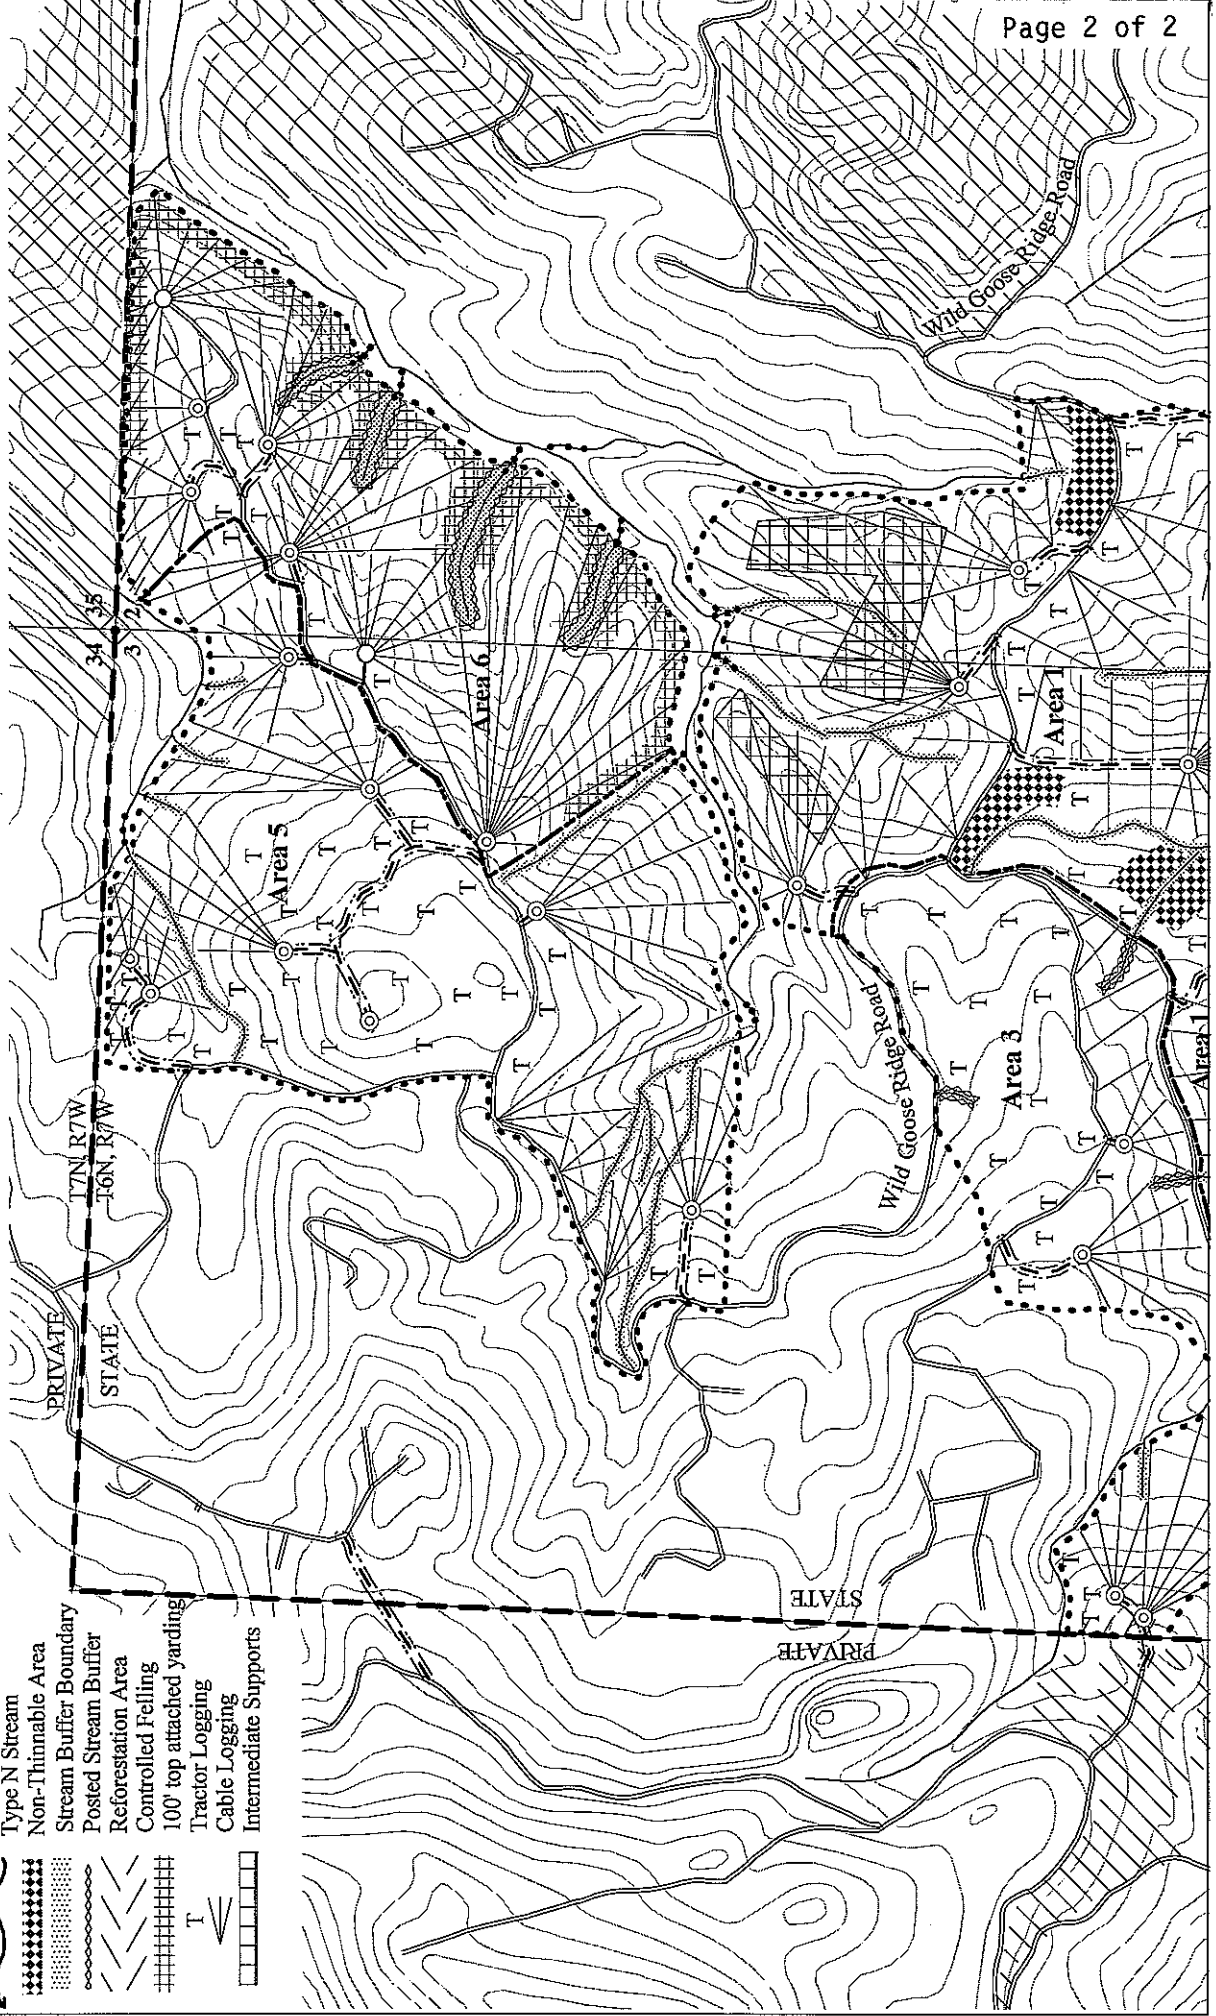 Page 2 of 2
Type N Stream
Non-Thinnable Area
Stream Buffer Boundary
Posted Stream Buffer
Reforestation Area
Controlled Felling
100' top attached yarding
Tractor Logging
Cable Logging
Intermediate Supports
T
PRIVATE
STATE
T7N, R7W
T6N, R7W
34 35
3 2
Area 5
Area 6
Wild Goose Ridge Road
Wild Goose Ridge Road
Area 3
Area 1
Area 1
STATE
PRIVATE